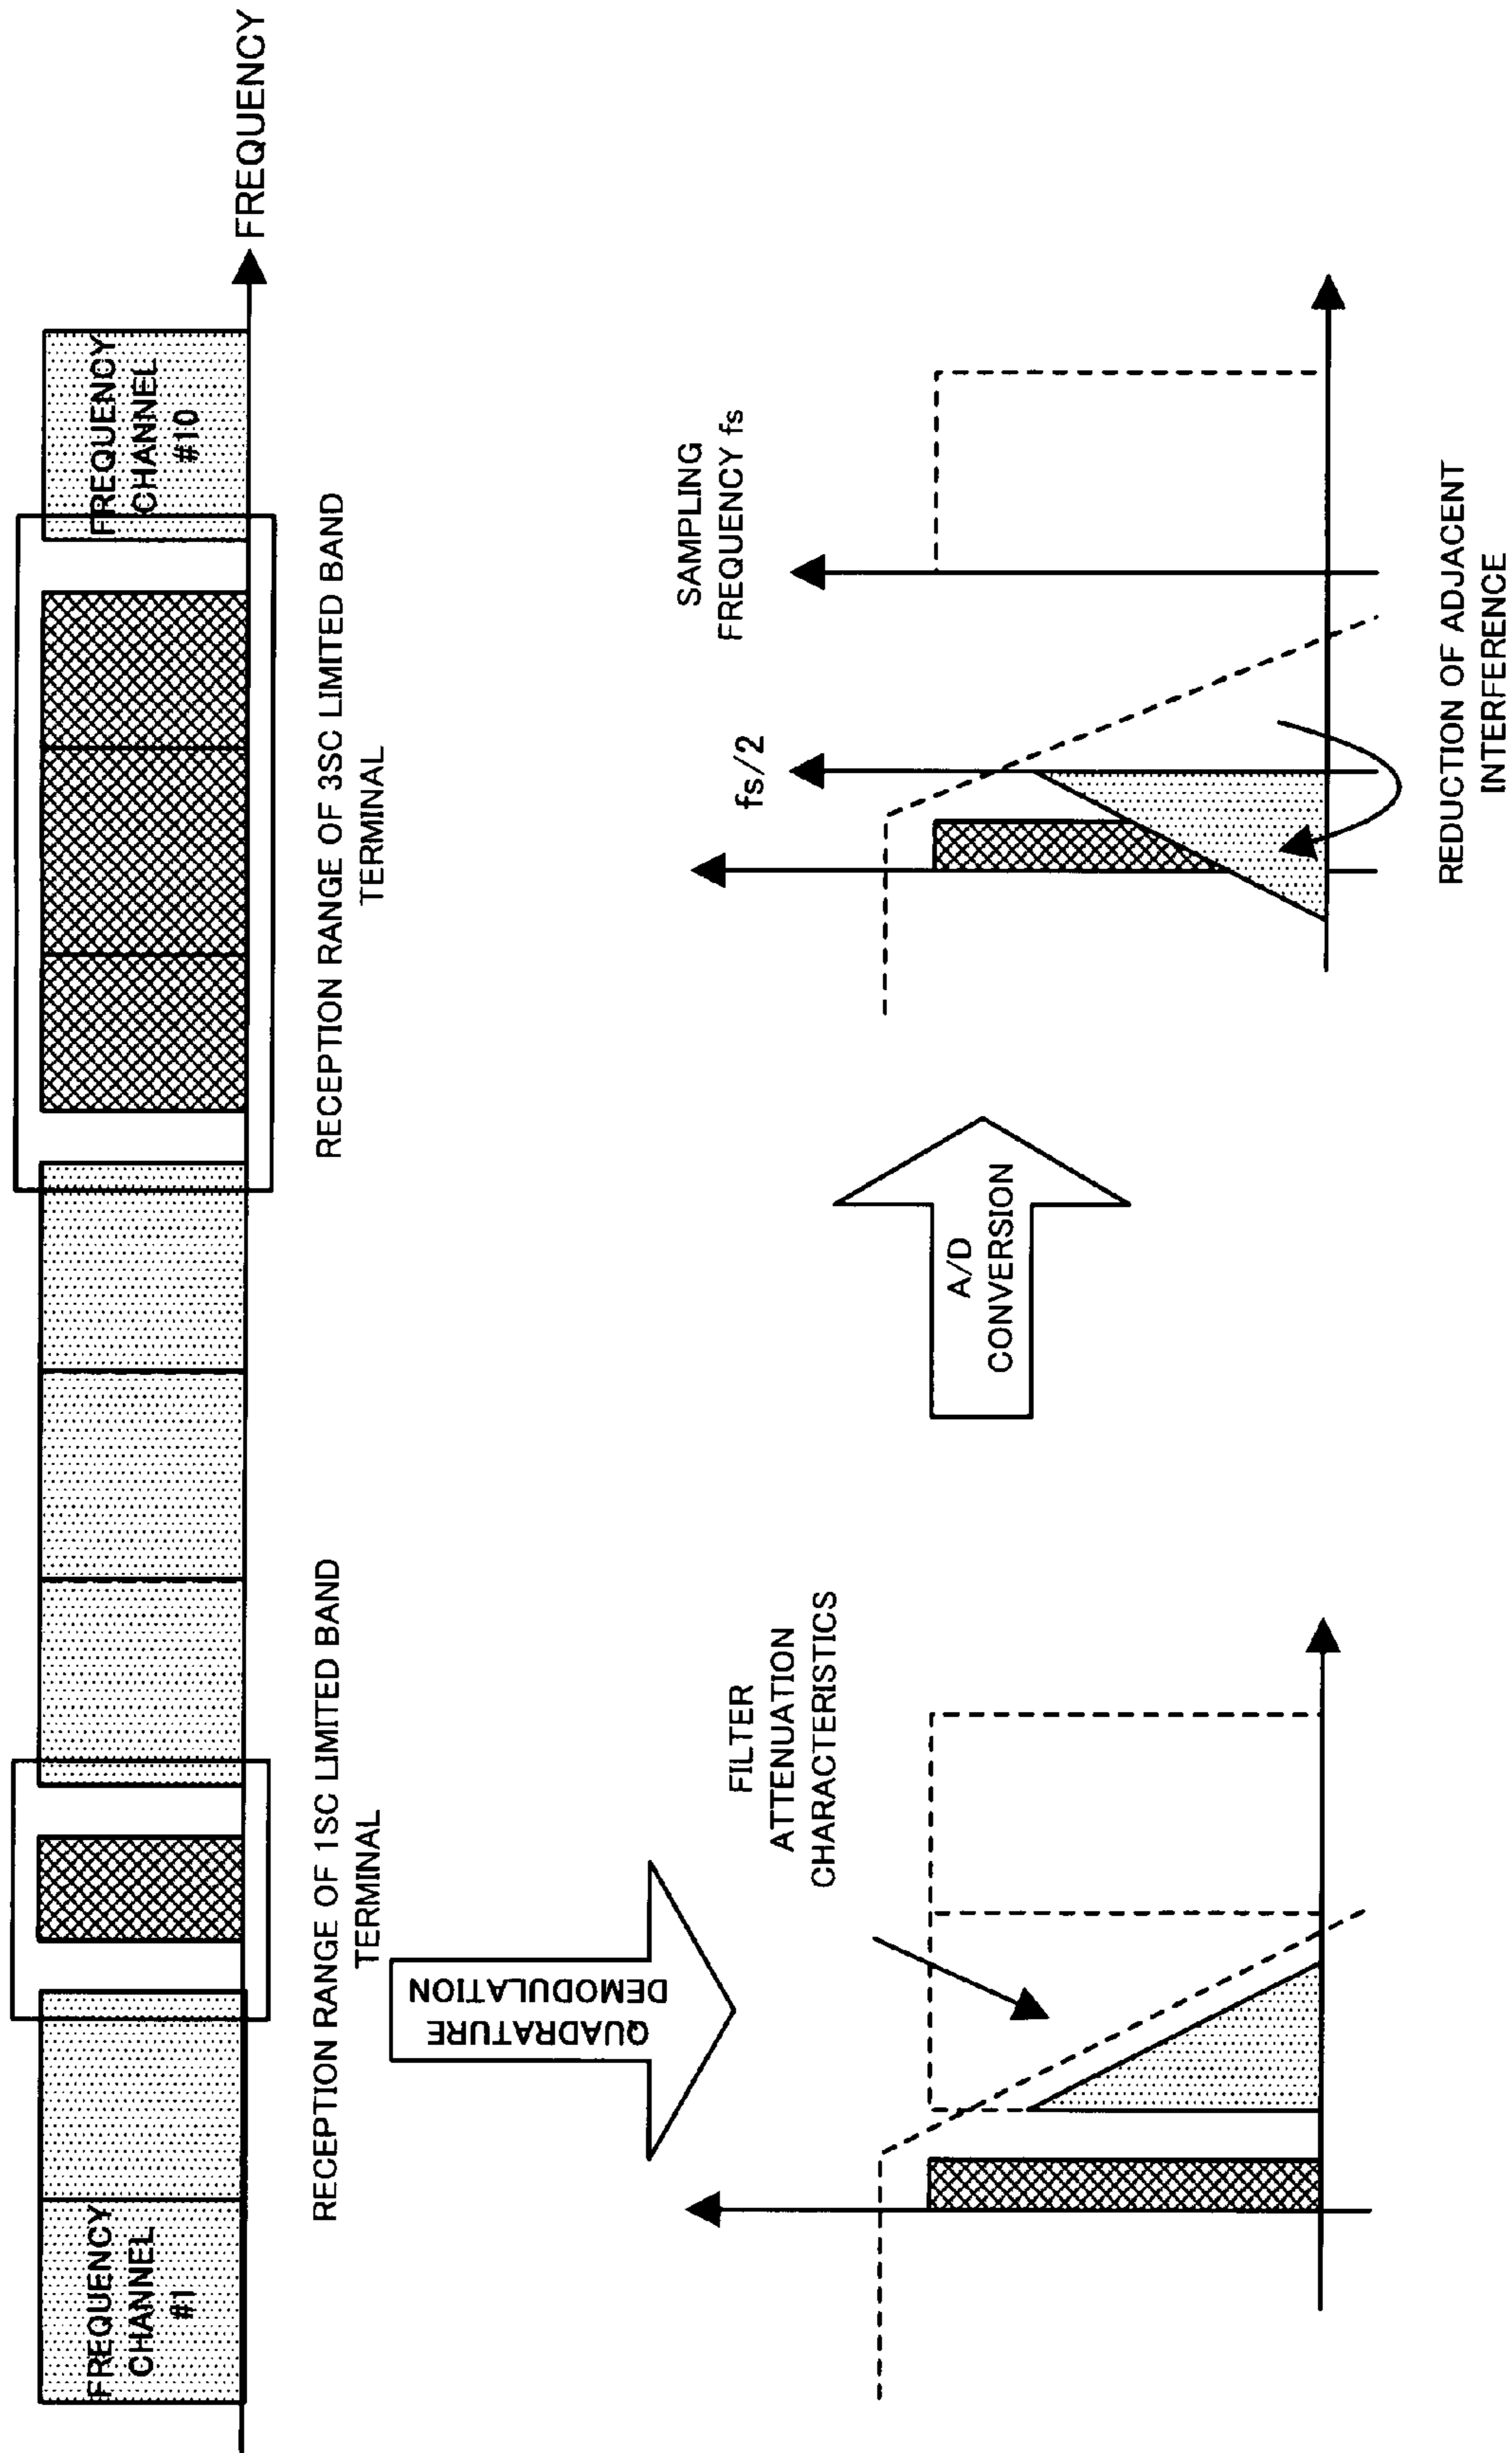 FREQUENCY
CHANNEL
#1
FREQUENCY
CHANNEL
#10
FREQUENCY
RECEPTION RANGE OF 1SC LIMITED BAND
TERMINAL
RECEPTION RANGE OF 3SC LIMITED BAND
TERMINAL
QUADRATURE
DEMODULATION
FILTER
ATTENUATION
CHARACTERISTICS
A/D
CONVERSION
fs/2
SAMPLING
FREQUENCY fs
REDUCTION OF ADJACENT
INTERFERENCE